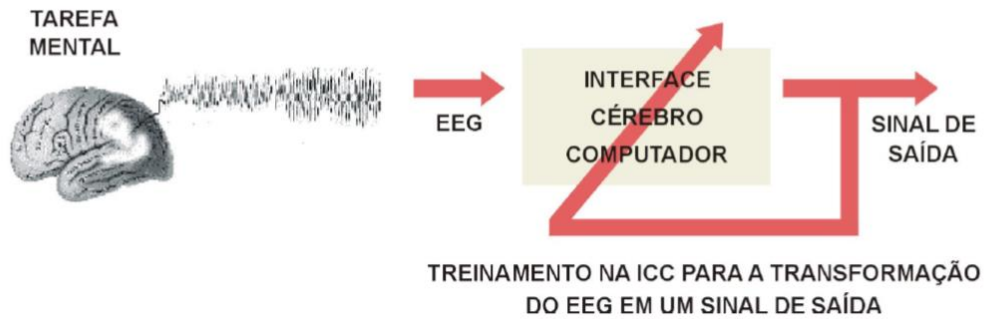 TAREFA
MENTAL
EEG
INTERFACE
CÉREBRO
COMPUTADOR
SINAL DE
SAÍDA
TREINAMENTO NA ICC PARA A TRANSFORMAÇÃO
DO EEG EM UM SINAL DE SAÍDA